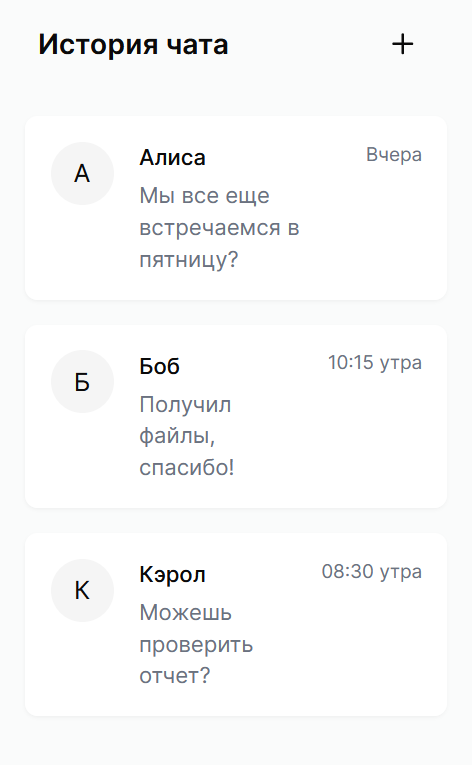 История чата
А
Алиса
Вчера
Мы все еще
встречаемся в
пятницу?
Б
Боб
10:15 утра
Получил
файлы,
спасибо!
К
Кэрол
08:30 утра
Можешь
проверить
отчет?